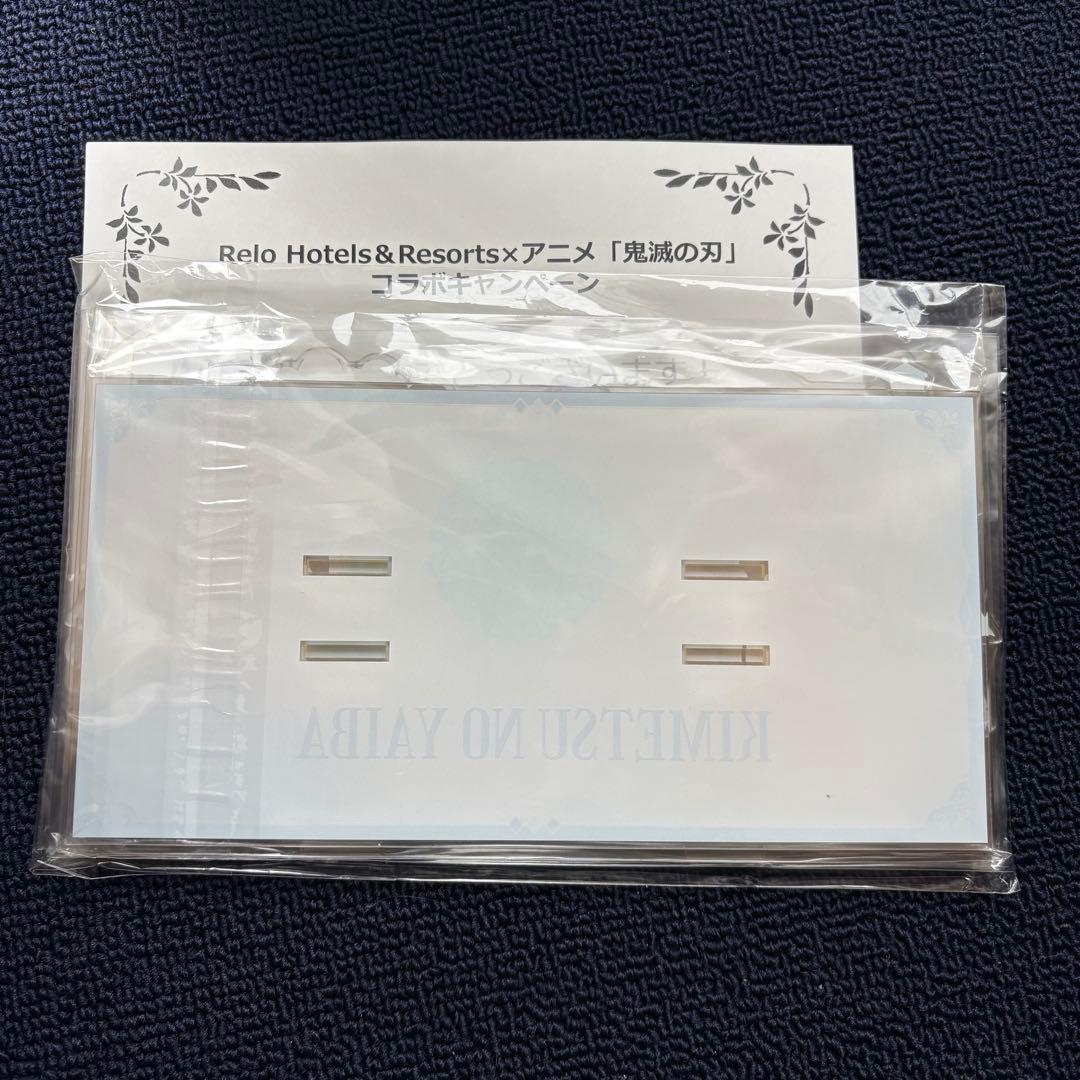 Relo Hotels&Resorts×アニメ「鬼滅の刃」
コラボキャンペーン
KIMETSU NO YAIBA